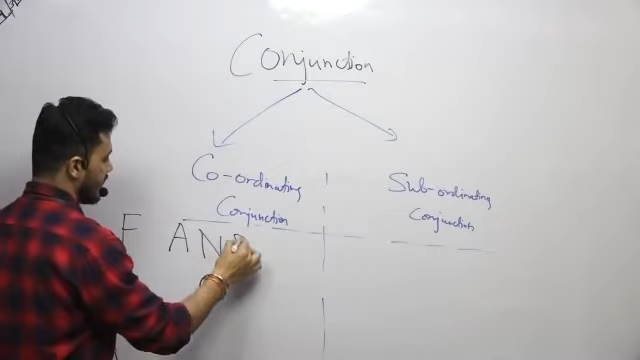 Conjunction
Co-ordinating
Conjunction
Sub-ordinating
Conjunction
F AN